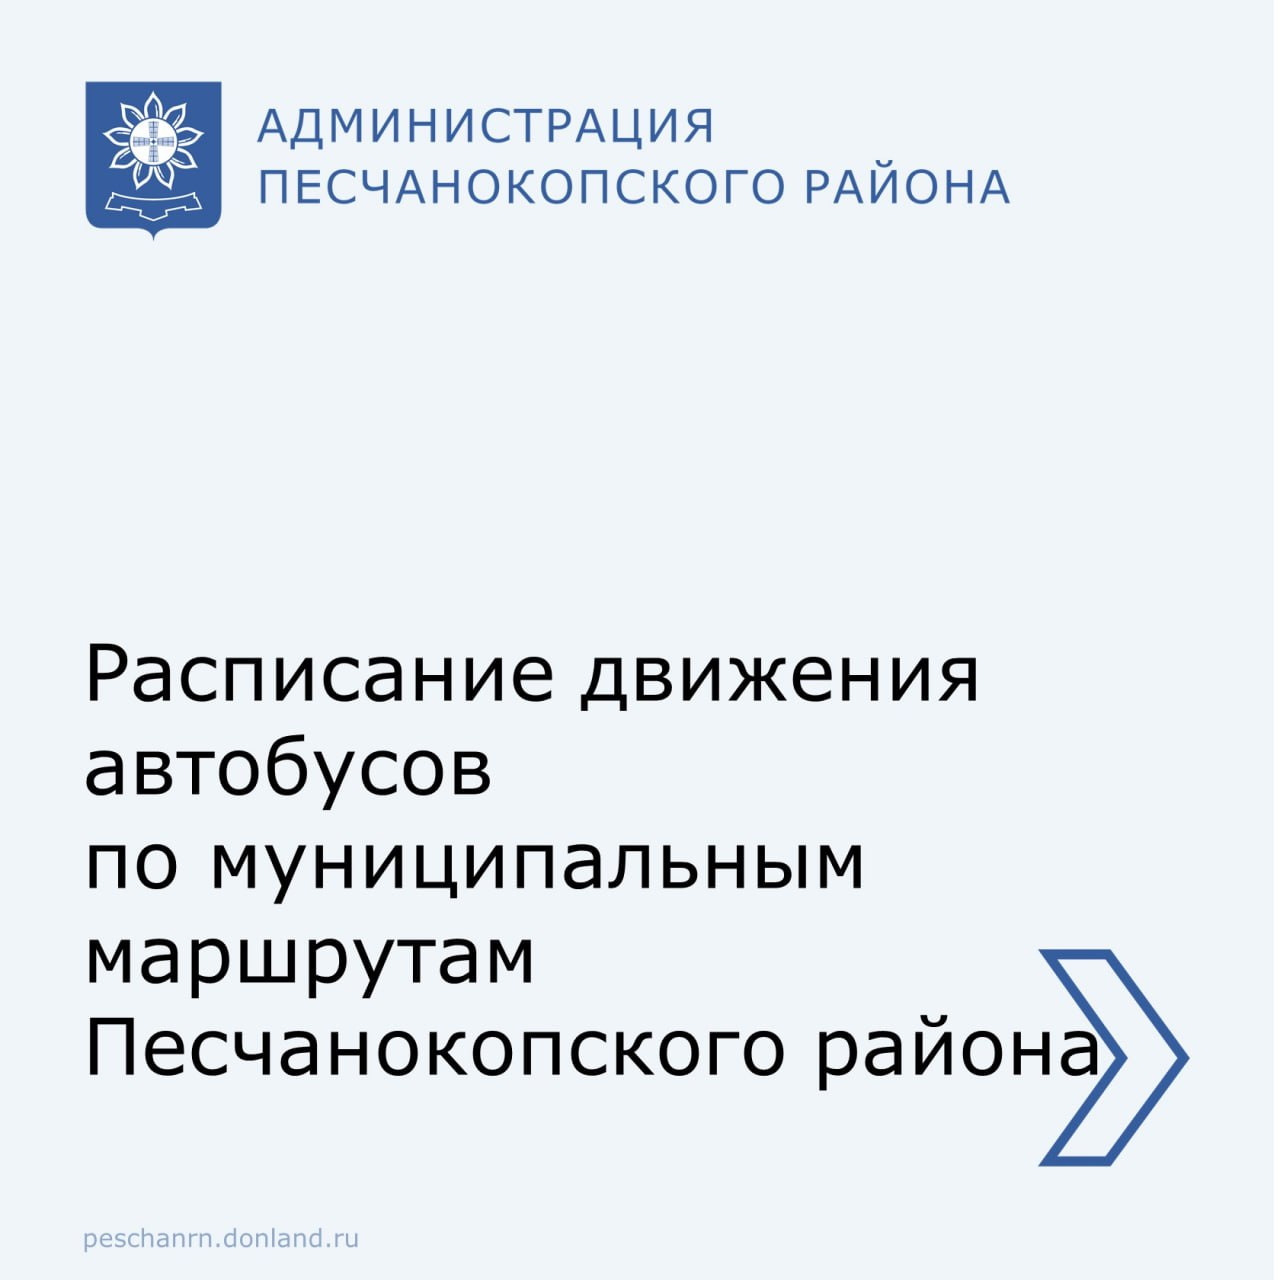 АДМИНИСТРАЦИЯ
ПЕСЧАНОКОПСКОГО РАЙОНА
Расписание движения
автобусов
по муниципальным
маршрутам
Песчанокопского района
peschanrn.donland.ru